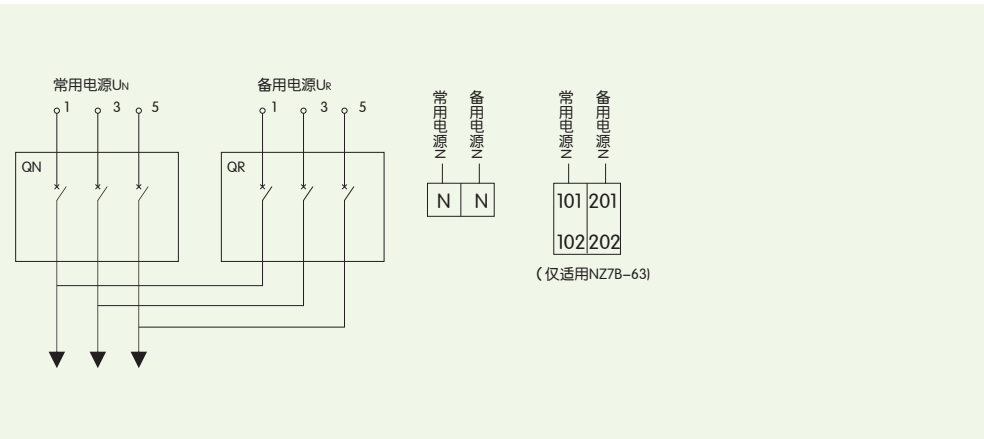 常用电源UN
备用电源UR
1 3 5
1 3 5
QN
QR
常用电源N
备用电源N
N N
常用电源N
备用电源N
101 201
102 202
(仅适用NZ7B-63)